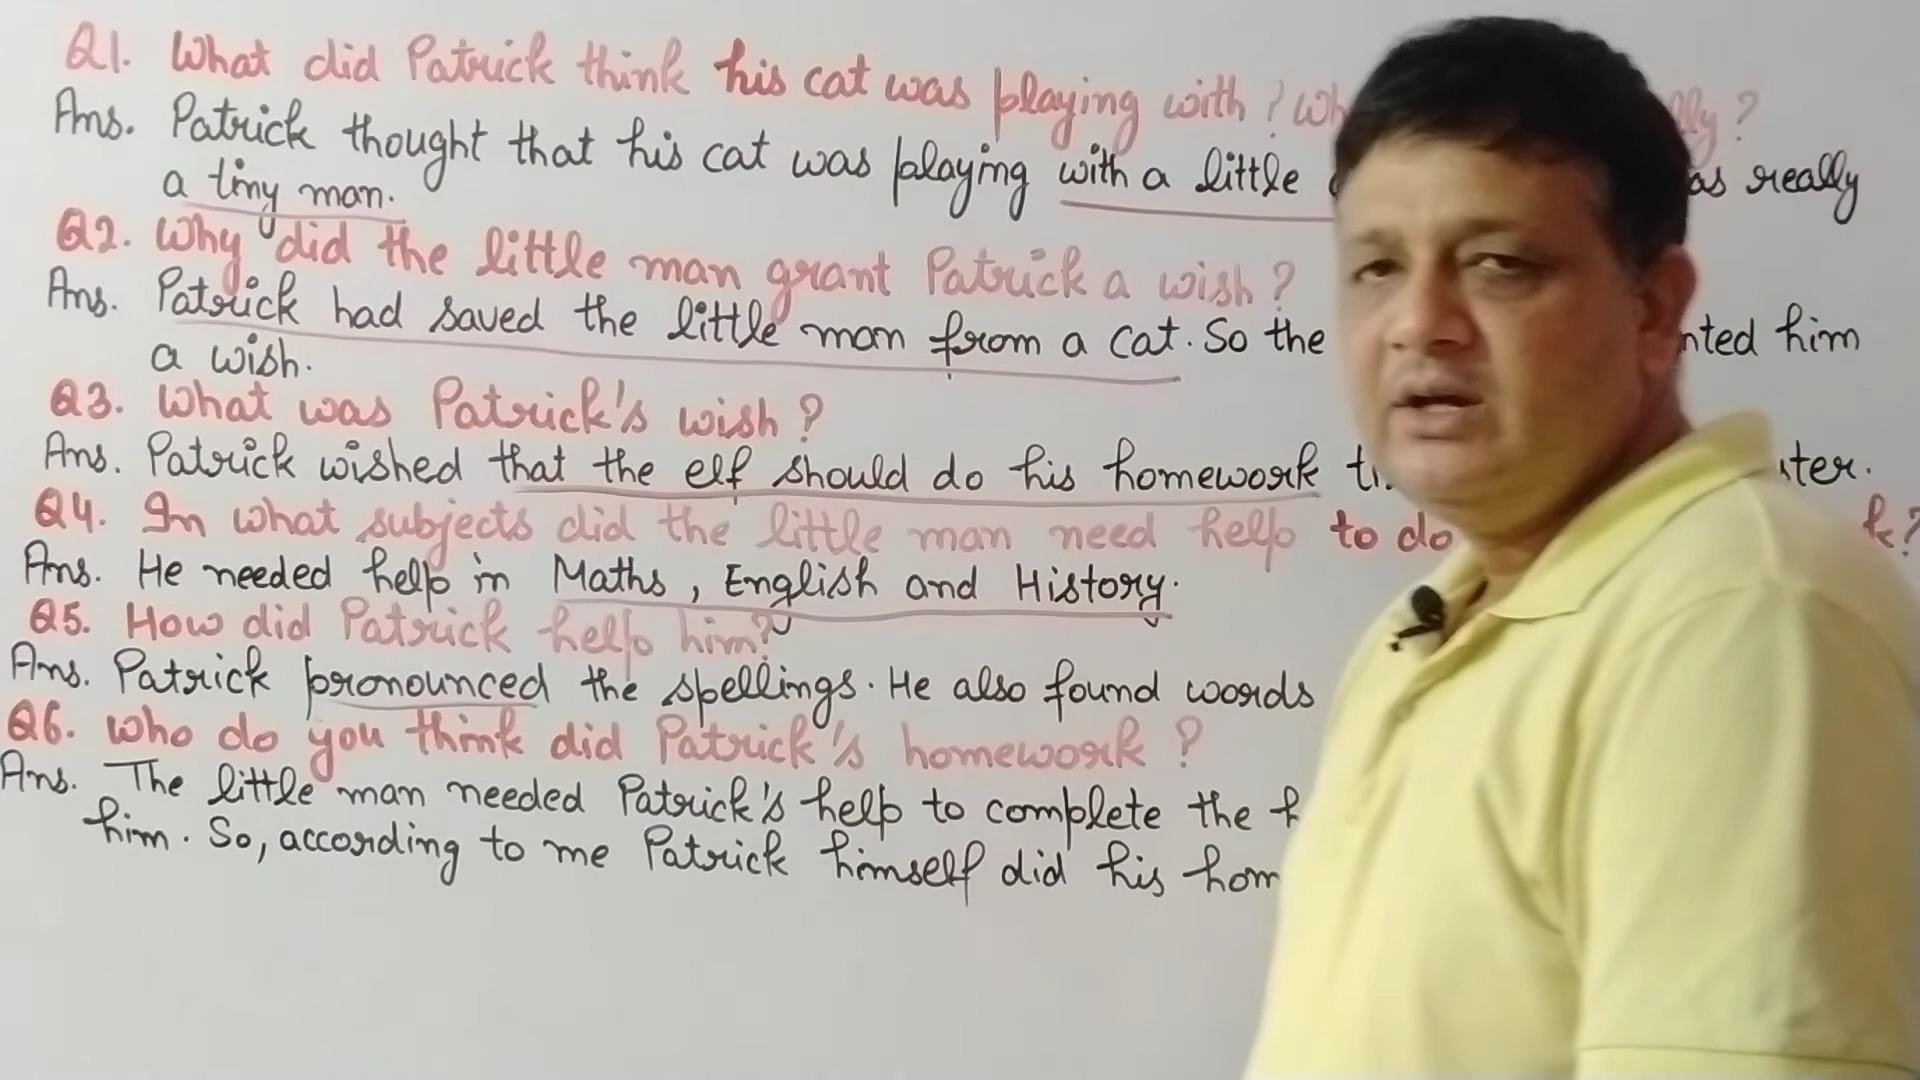 Q1. What did Patrick think his cat was playing with? really?
Ans. Patrick thought that his cat was playing with a little was really
a tiny man.
Q2. Why did the little man grant Patrick a wish?
Ans. Patrick had saved the little man from a cat. So the granted him
a wish.
Q3. What was Patrick's wish?
Ans. Patrick wished that the elf should do his homework
Q4. In what subjects did the little man need help to do
Ans. He needed help in Maths, English and History.
Q5. How did Patrick help him?
Ans. Patrick pronounced the spellings. He also found words
Q6. Who do you think did Patrick's homework?
Ans. The little man needed Patrick's help to complete the
him. So, according to me Patrick himself did his